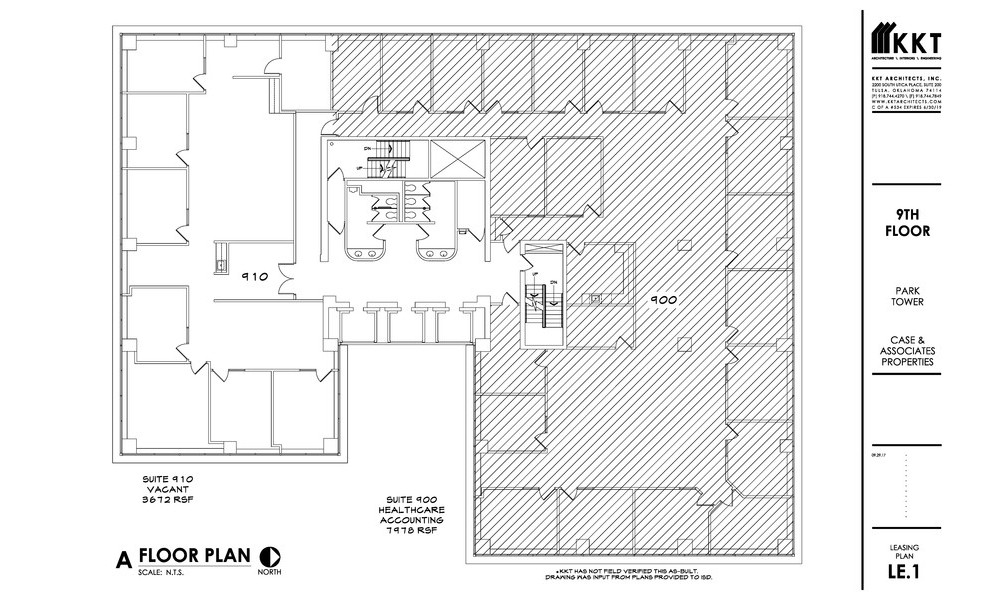 DN
UP
910
UP
DN
900
SUITE 910
VACANT
3672 RSF
SUITE 900
HEALTHCARE
ACCOUNTING
7978 RSF
A FLOOR PLAN
SCALE: N.T.S.
NORTH
*KKT HAS NOT FIELD VERIFIED THIS AS-BUILT.
DRAWING WAS INPUT FROM PLANS PROVIDED TO ISD.
KKT
ARCHITECTURE \ INTERIORS \ ENGINEERING
KKT ARCHITECTS, INC.
2200 SOUTH UTICA PLACE, SUITE 200
TULSA, OKLAHOMA 74114
[P] 918.744.4270 \ [F] 918.744.7849
WWW.KKTARCHITECTS.COM
C OF A #034 EXPIRES 6/30/19
9TH
FLOOR
PARK
TOWER
CASE &
ASSOCIATES
PROPERTIES
09.29.17
LEASING
PLAN
LE.1